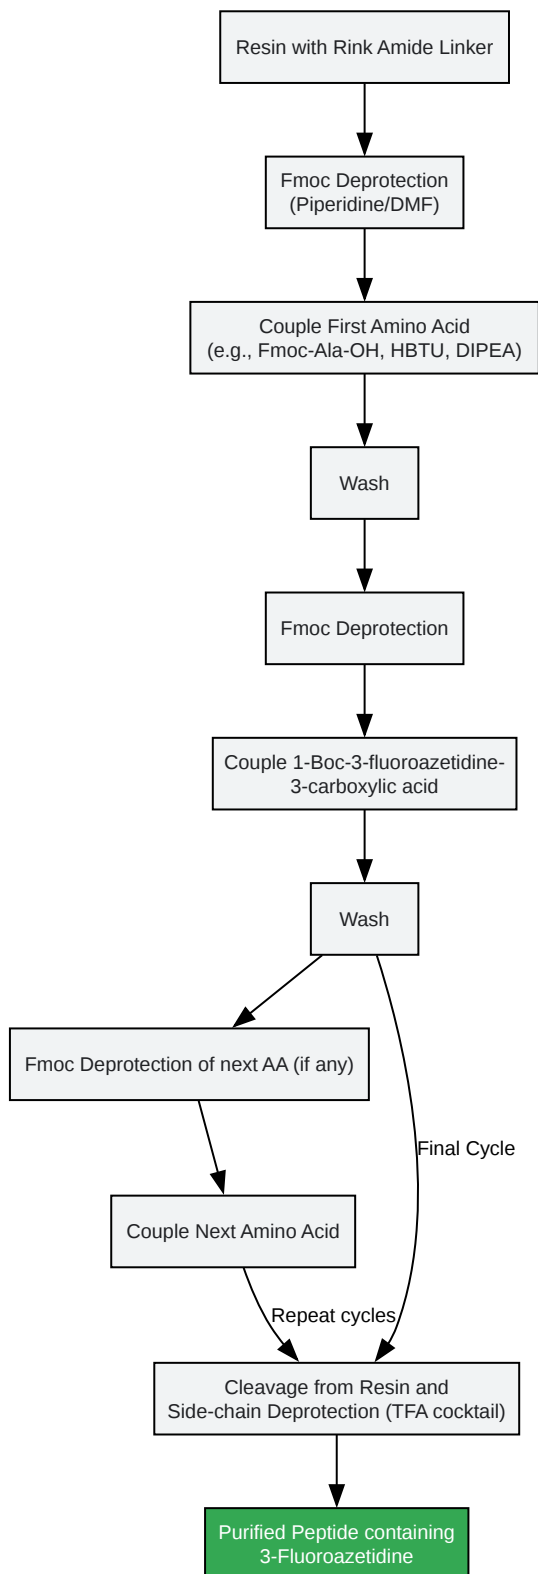 Resin with Rink Amide Linker
Fmoc Deprotection
(Piperidine/DMF)
Couple First Amino Acid
(e.g., Fmoc-Ala-OH, HBTU, DIPEA)
Wash
Fmoc Deprotection
Couple 1-Boc-3-fluoroazetidine-
3-carboxylic acid
Wash
Fmoc Deprotection of next AA (if any)
Final Cycle
Couple Next Amino Acid
Repeat cycles
Cleavage from Resin and
Side-chain Deprotection (TFA cocktail)
Purified Peptide containing
3-Fluoroazetidine